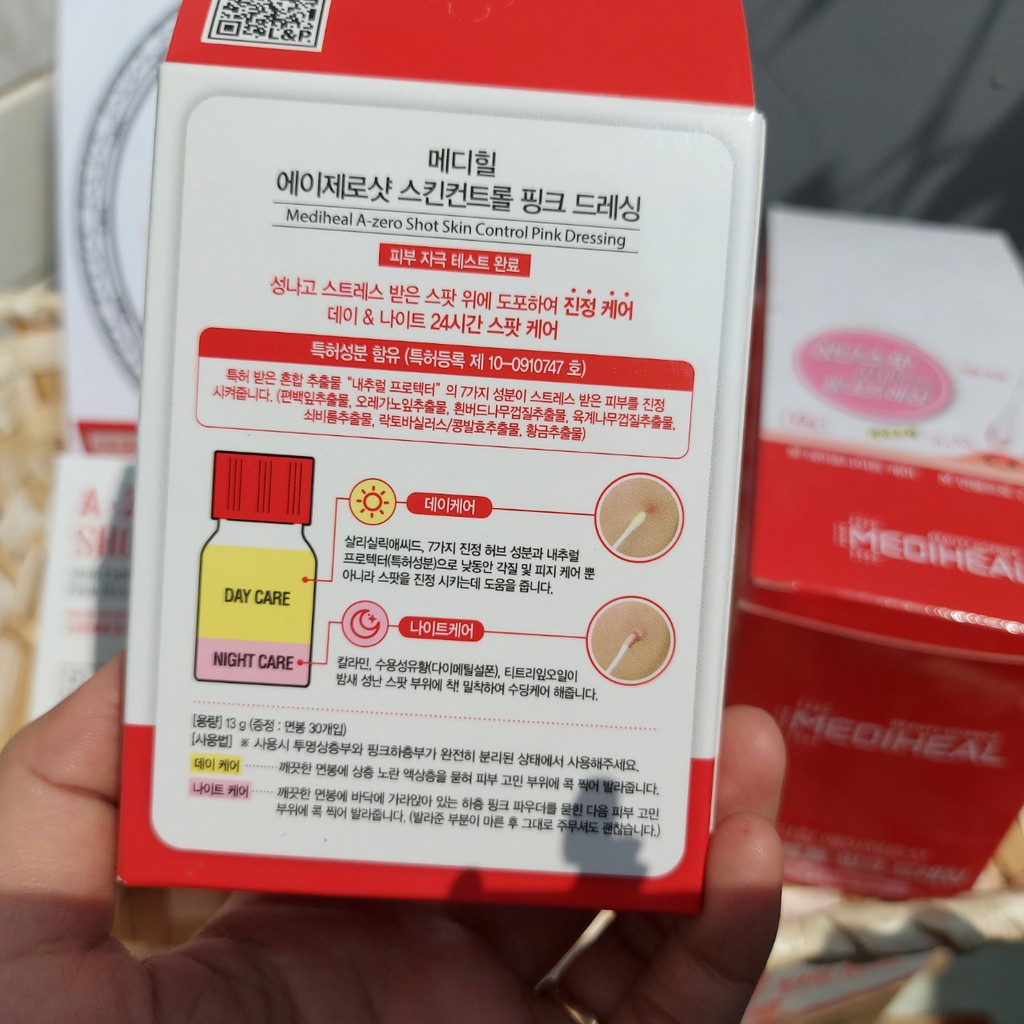 &L&P
메디힐
에이제로샷 스킨컨트롤 핑크 드레싱
Mediheal A-zero Shot Skin Control Pink Dressing
피부 자극 테스트 완료
성나고 스트레스 받은 스팟 위에 도포하여 진정 케어
데이 & 나이트 24시간 스팟 케어
특허성분 함유 (특허등록 제 10-0910747 호)
특허 받은 혼합 추출물 "내추럴 프로텍터" 의 7가지 성분이 스트레스 받은 피부를 진정
시켜줍니다. (편백잎추출물, 오레가노잎추출물, 흰버드나무껍질추출물, 육계나무껍질추출물,
쇠비름추출물, 락토바실러스/콩발효추출물, 황금추출물)
데이케어
살리실릭애씨드, 7가지 진정 허브 성분과 내추럴
프로텍터(특허성분)으로 낮동안 각질 및 피지 케어 뿐
아니라 스팟을 진정 시키는데 도움을 줍니다.
DAY CARE
나이트케어
NIGHT CARE
칼라민, 수용성유황(다이메틸설폰), 티트리잎오일이
밤새 성난 스팟 부위에 착! 밀착하여 수딩케어 해줍니다.
[용량] 13 g (증정 : 면봉 30개입)
[사용법] ※ 사용시 투명상층부와 핑크하층부가 완전히 분리된 상태에서 사용해주세요.
데이 케어 ········ 깨끗한 면봉에 상층 노란 액상층을 묻혀 피부 고민 부위에 콕 찍어 발라줍니다.
나이트 케어 ······ 깨끗한 면봉에 바닥에 가라앉아 있는 하층 핑크 파우더를 묻힌 다음 피부 고민
부위에 콕 찍어 발라줍니다. (발라준 부분이 마른 후 그대로 주무셔도 괜찮습니다.)
MEDIHEAL
MEDIHEAL
핑크 드레싱